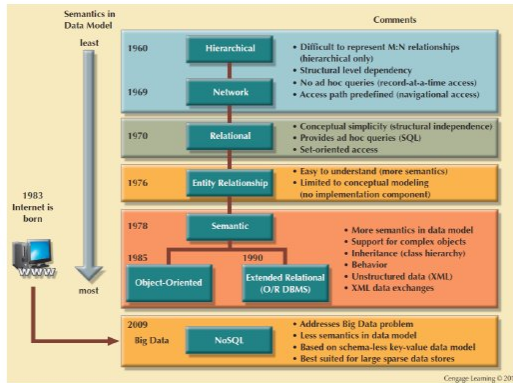 Semantics in
Data Model
Comments
least
1960
Hierarchical
• Difficult to represent M:N relationships
(hierarchical only)
• Structural level dependency
1969
Network
• No ad hoc queries (record-at-a-time access)
• Access path predefined (navigational access)
1970
Relational
• Conceptual simplicity (structural independence)
• Provides ad hoc queries (SQL)
• Set-oriented access
1976
Entity Relationship
• Easy to understand (more semantics)
• Limited to conceptual modeling
(no implementation component)
1983
Internet is
born
WWW
1978
Semantic
1985
Object-Oriented
1990
Extended Relational
(O/R DBMS)
• More semantics in data model
• Support for complex objects
• Inheritance (class hierarchy)
• Behavior
• Unstructured data (XML)
• XML data exchanges
most
2009
Big Data
NoSQL
• Addresses Big Data problem
• Less semantics in data model
• Based on schema-less key-value data model
• Best suited for large sparse data stores
Cengage Learning © 201